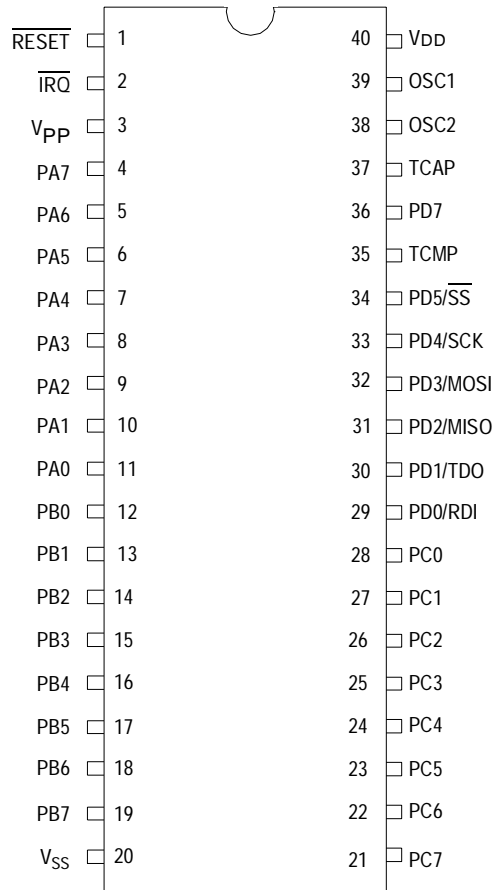 R̅E̅S̅E̅T̅ 1 40 VDD
I̅R̅Q̅ 2 39 OSC1
VPP 3 38 OSC2
PA7 4 37 TCAP
PA6 5 36 PD7
PA5 6 35 TCMP
PA4 7 34 PD5/S̅S̅
PA3 8 33 PD4/SCK
PA2 9 32 PD3/MOSI
PA1 10 31 PD2/MISO
PA0 11 30 PD1/TDO
PB0 12 29 PD0/RDI
PB1 13 28 PC0
PB2 14 27 PC1
PB3 15 26 PC2
PB4 16 25 PC3
PB5 17 24 PC4
PB6 18 23 PC5
PB7 19 22 PC6
VSS 20 21 PC7